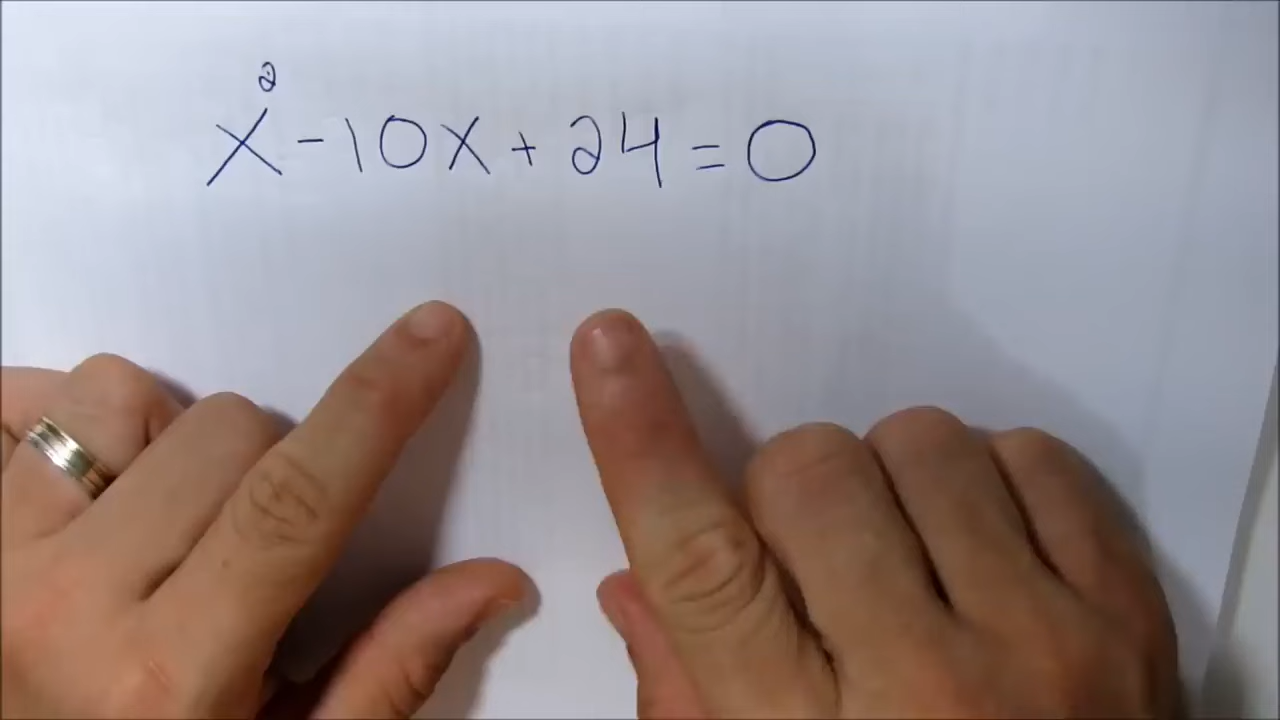 x² - 10x + 24 = 0